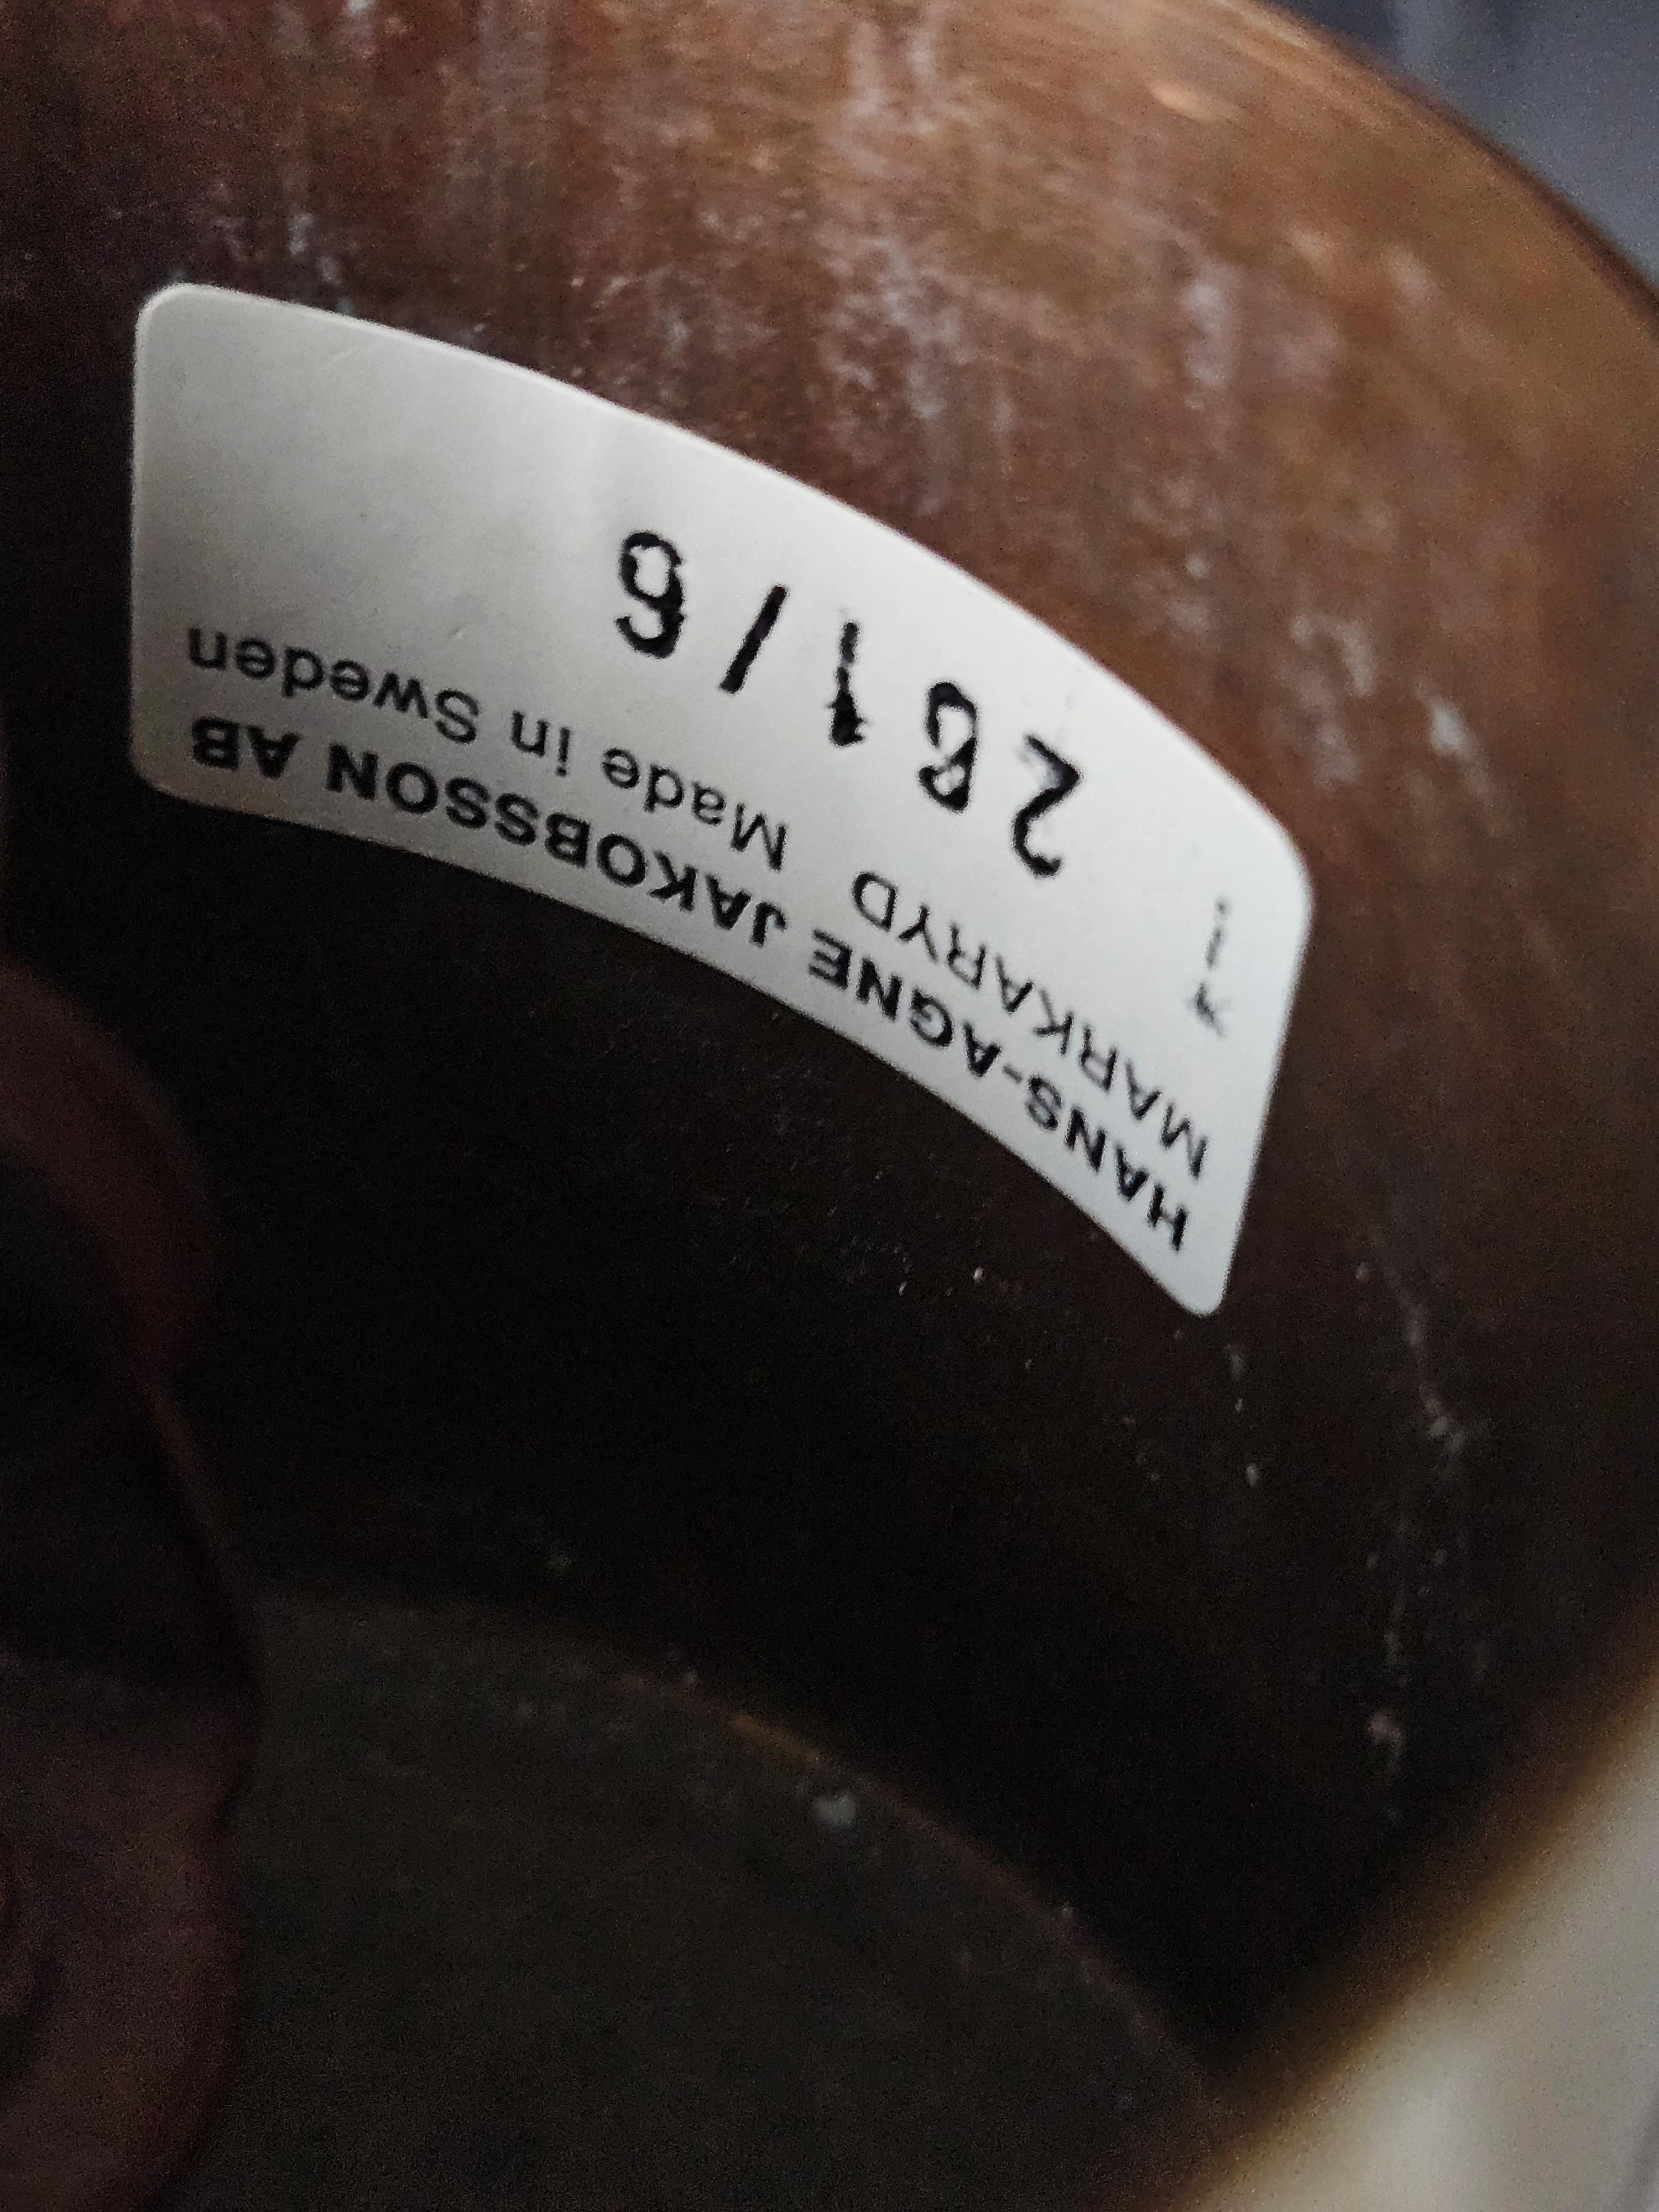 HANS-AGNE JAKOBSSON AB
MARKARYD Made in Sweden
281/6